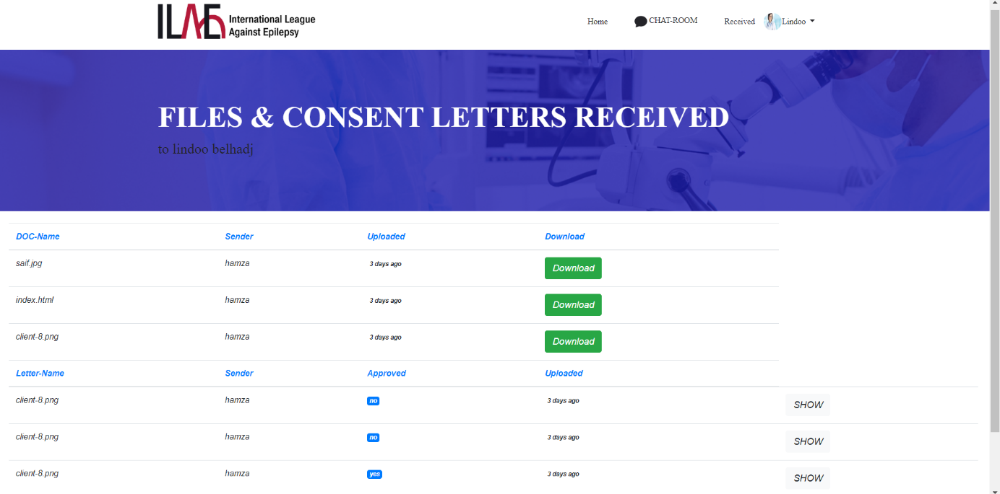 ILAE International League
Against Epilepsy
Home CHAT-ROOM Received Lindoo
FILES & CONSENT LETTERS RECEIVED
to lindoo belhadj
DOC-Name Sender Uploaded Download
saif.jpg hamza 3 days ago Download
index.html hamza 3 days ago Download
client-8.png hamza 3 days ago Download
Letter-Name Sender Approved Uploaded
client-8.png hamza no 3 days ago SHOW
client-8.png hamza no 3 days ago SHOW
client-8.png hamza yes 3 days ago SHOW